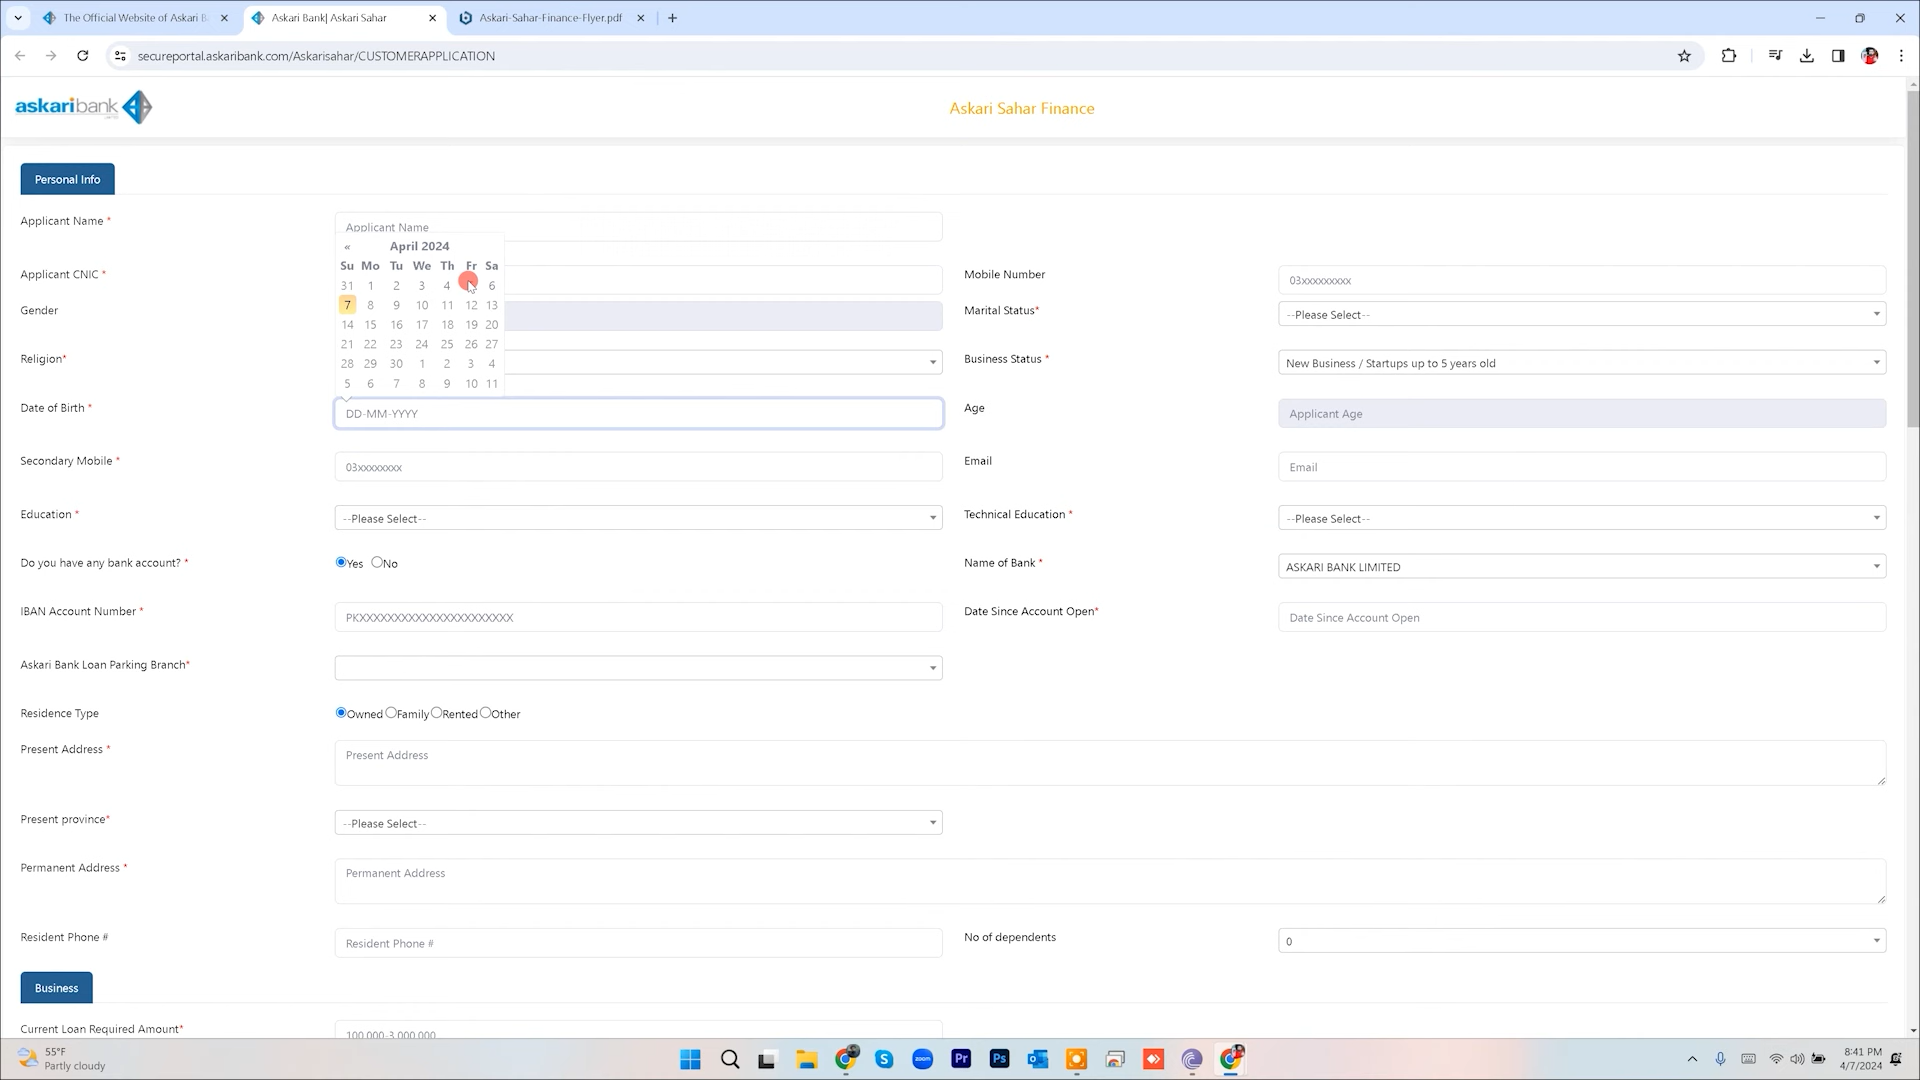 The Official Website of Askari B
Askari Bank| Askari Sahar
Askari-Sahar-Finance-Flyer.pdf
secureportal.askaribank.com/Askarisahar/CUSTOMERAPPLICATION
askaribank
Askari Sahar Finance
Personal Info
Applicant Name *
Applicant Name
« April 2024
Su Mo Tu We Th Fr Sa
31 1 2 3 4 6
7 8 9 10 11 12 13
14 15 16 17 18 19 20
21 22 23 24 25 26 27
28 29 30 1 2 3 4
5 6 7 8 9 10 11
Applicant CNIC *
Mobile Number
03xxxxxxxxx
Gender
Marital Status*
--Please Select--
Religion*
Business Status *
New Business / Startups up to 5 years old
Date of Birth *
DD-MM-YYYY
Age
Applicant Age
Secondary Mobile *
03xxxxxxxx
Email
Email
Education *
--Please Select--
Technical Education *
--Please Select--
Do you have any bank account? *
Yes No
Name of Bank *
ASKARI BANK LIMITED
IBAN Account Number *
PKXXXXXXXXXXXXXXXXXXXXXX
Date Since Account Open*
Date Since Account Open
Askari Bank Loan Parking Branch*
Residence Type
Owned Family Rented Other
Present Address *
Present Address
Present province*
--Please Select--
Permanent Address *
Permanent Address
Resident Phone #
Resident Phone #
No of dependents
0
Business
Current Loan Required Amount*
100,000-3,000,000
55°F
Partly cloudy
zoom
Pr
Ps
8:41 PM
4/7/2024